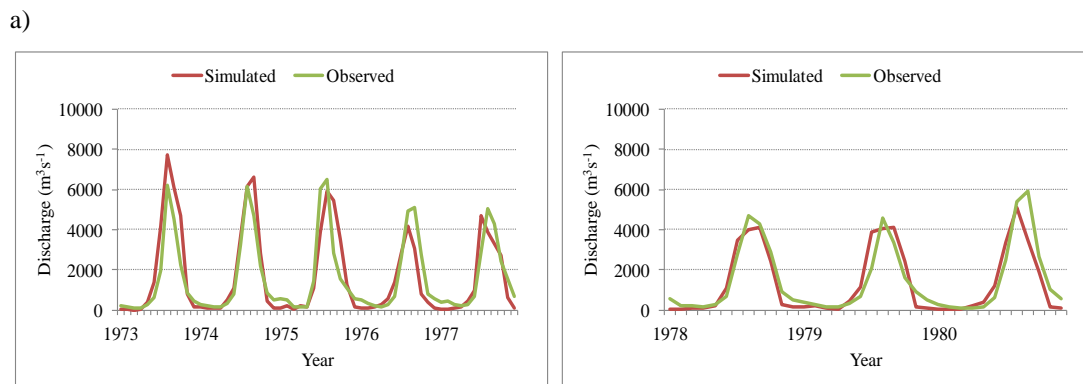 a)
Simulated Observed
10000
8000
6000
4000
2000
0
Discharge (m³s⁻¹)
1973 1974 1975 1976 1977
Year
Simulated Observed
10000
8000
6000
4000
2000
0
Discharge (m³s⁻¹)
1978 1979 1980
Year